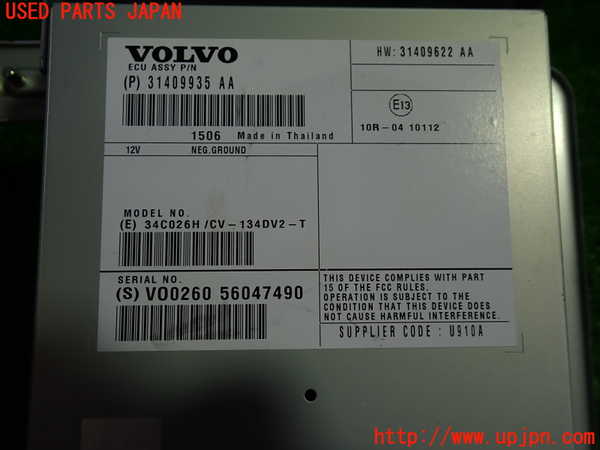 USED PARTS JAPAN
VOLVO
ECU ASSY P/N
(P) 31409935 AA
HW: 31409622 AA
E13
10R-04 10112
1506 Made in Thailand
12V NEG.GROUND
MODEL NO.
(E) 34C026H/CV-134DV2-T
SERIAL NO.
(S) V00260 56047490
THIS DEVICE COMPLIES WITH PART
15 OF THE FCC RULES.
OPERATION IS SUBJECT TO THE
CONDITION THAT THIS DEVICE DOES
NOT CAUSE HARMFUL INTERFERENCE.
SUPPLIER CODE : U910A
http://www.upjpn.com/